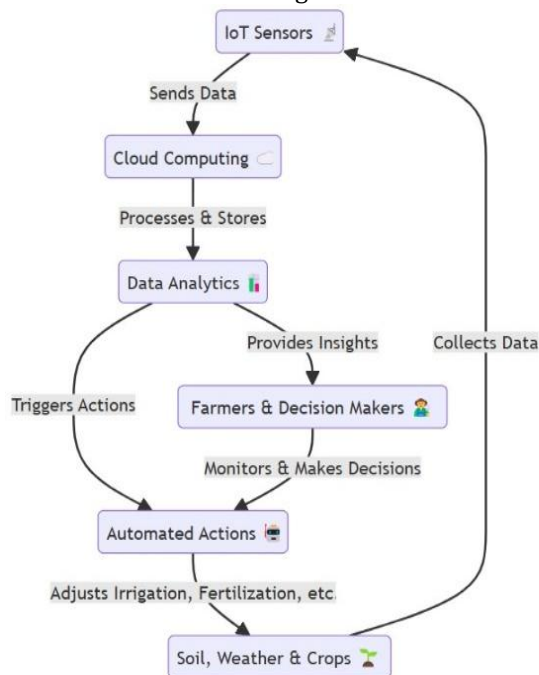 IoT Sensors
Sends Data
Cloud Computing
Processes & Stores
Data Analytics
Provides Insights
Collects Data
Triggers Actions
Farmers & Decision Makers
Monitors & Makes Decisions
Automated Actions
Adjusts Irrigation, Fertilization, etc.
Soil, Weather & Crops